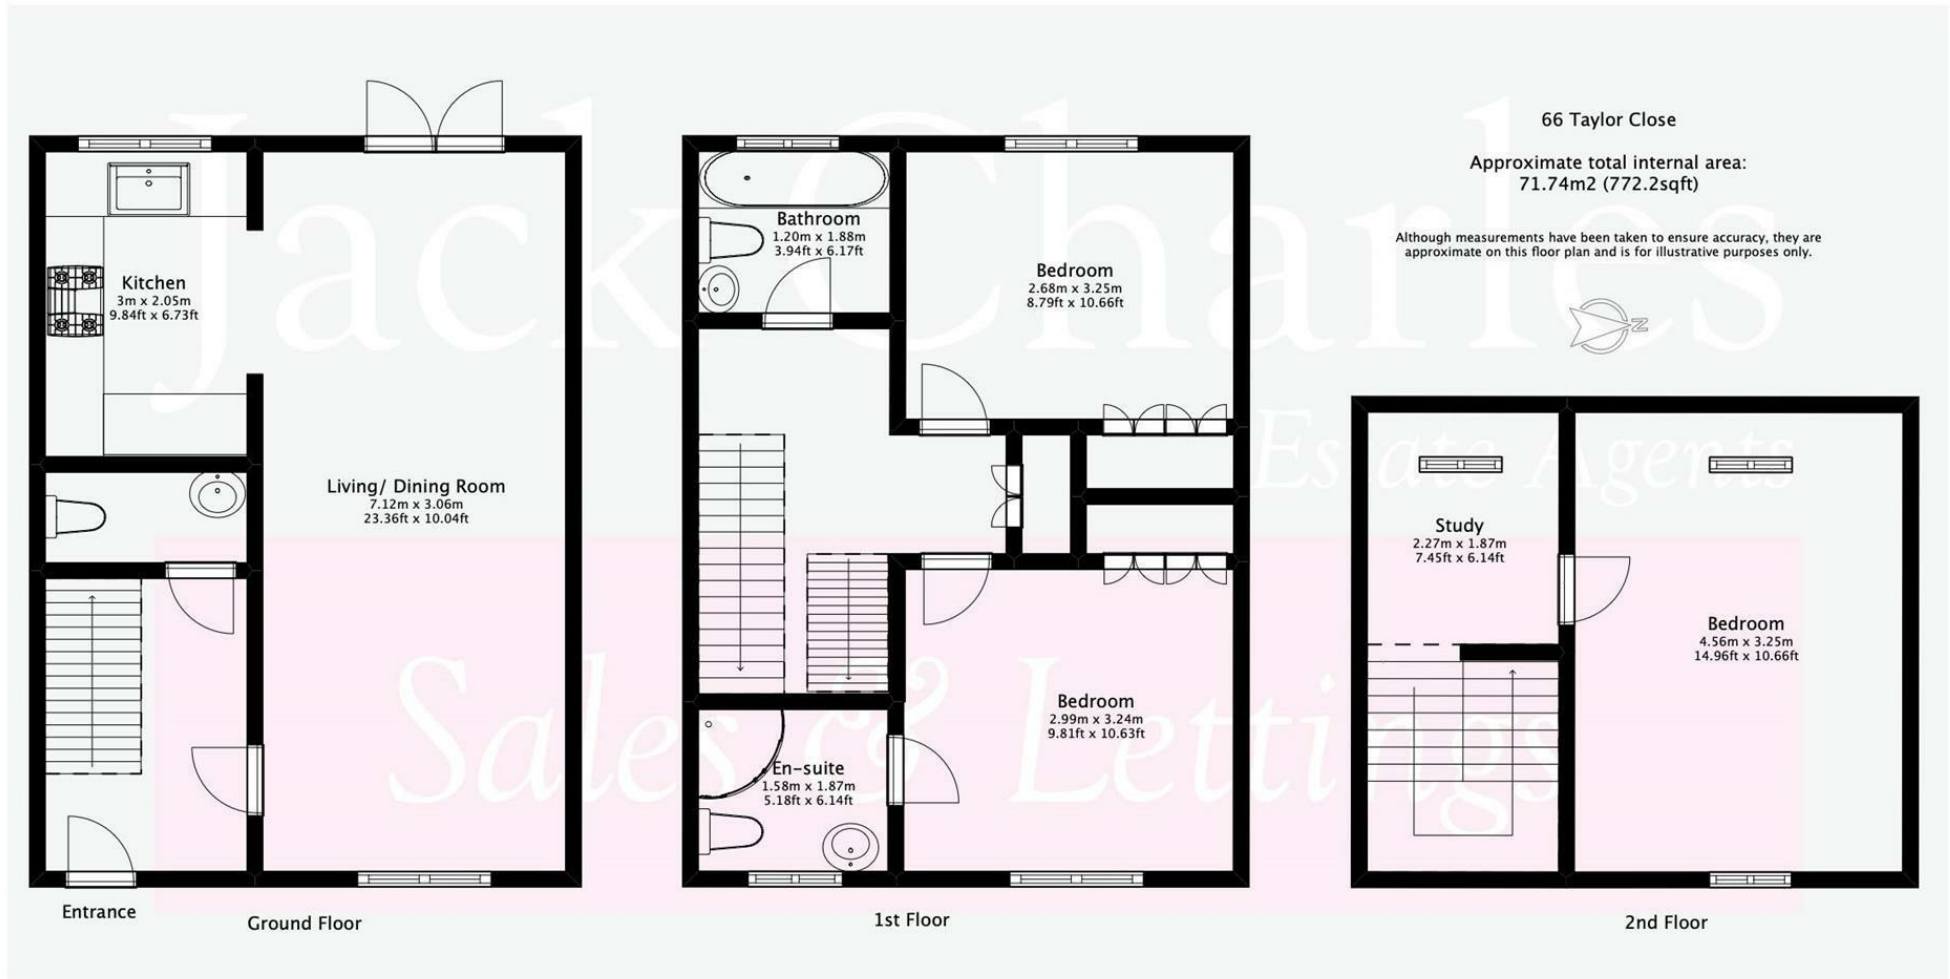 Jack Charles
Estate Agents
Sales & Lettings
66 Taylor Close
Approximate total internal area:
71.74m2 (772.2sqft)
Although measurements have been taken to ensure accuracy, they are
approximate on this floor plan and is for illustrative purposes only.
N
Kitchen
3m x 2.05m
9.84ft x 6.73ft
Living/ Dining Room
7.12m x 3.06m
23.36ft x 10.04ft
Entrance
Ground Floor
Bathroom
1.20m x 1.88m
3.94ft x 6.17ft
Bedroom
2.68m x 3.25m
8.79ft x 10.66ft
Bedroom
2.99m x 3.24m
9.81ft x 10.63ft
En-suite
1.58m x 1.87m
5.18ft x 6.14ft
1st Floor
Study
2.27m x 1.87m
7.45ft x 6.14ft
Bedroom
4.56m x 3.25m
14.96ft x 10.66ft
2nd Floor